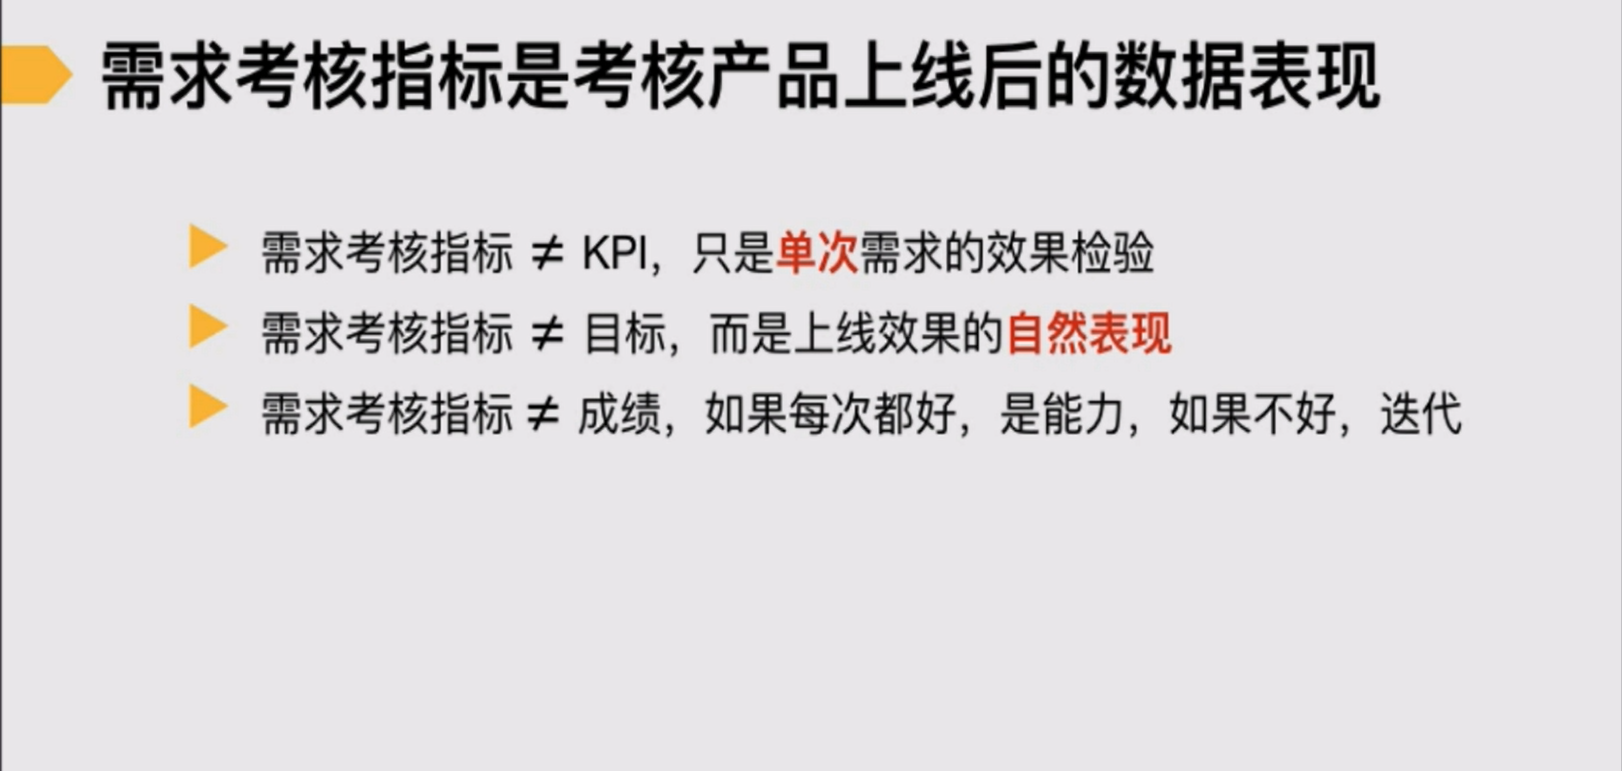 需求考核指标是考核产品上线后的数据表现
需求考核指标 ≠ KPI，只是单次需求的效果检验
需求考核指标 ≠ 目标，而是上线效果的自然表现
需求考核指标 ≠ 成绩，如果每次都好，是能力，如果不好，迭代